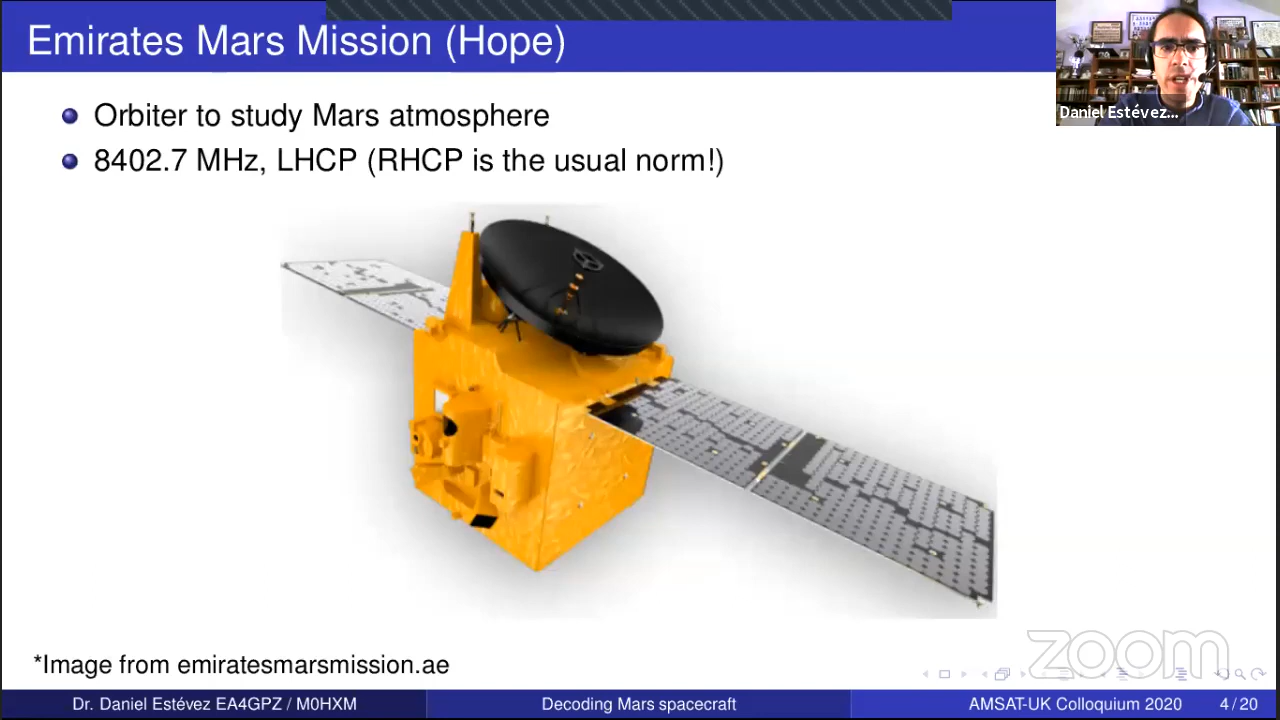 Emirates Mars Mission (Hope)
Daniel Estévez...
Orbiter to study Mars atmosphere
8402.7 MHz, LHCP (RHCP is the usual norm!)
*Image from emiratesmarsmission.ae
zoom
Dr. Daniel Estévez EA4GPZ / M0HXM
Decoding Mars spacecraft
AMSAT-UK Colloquium 2020
4 / 20